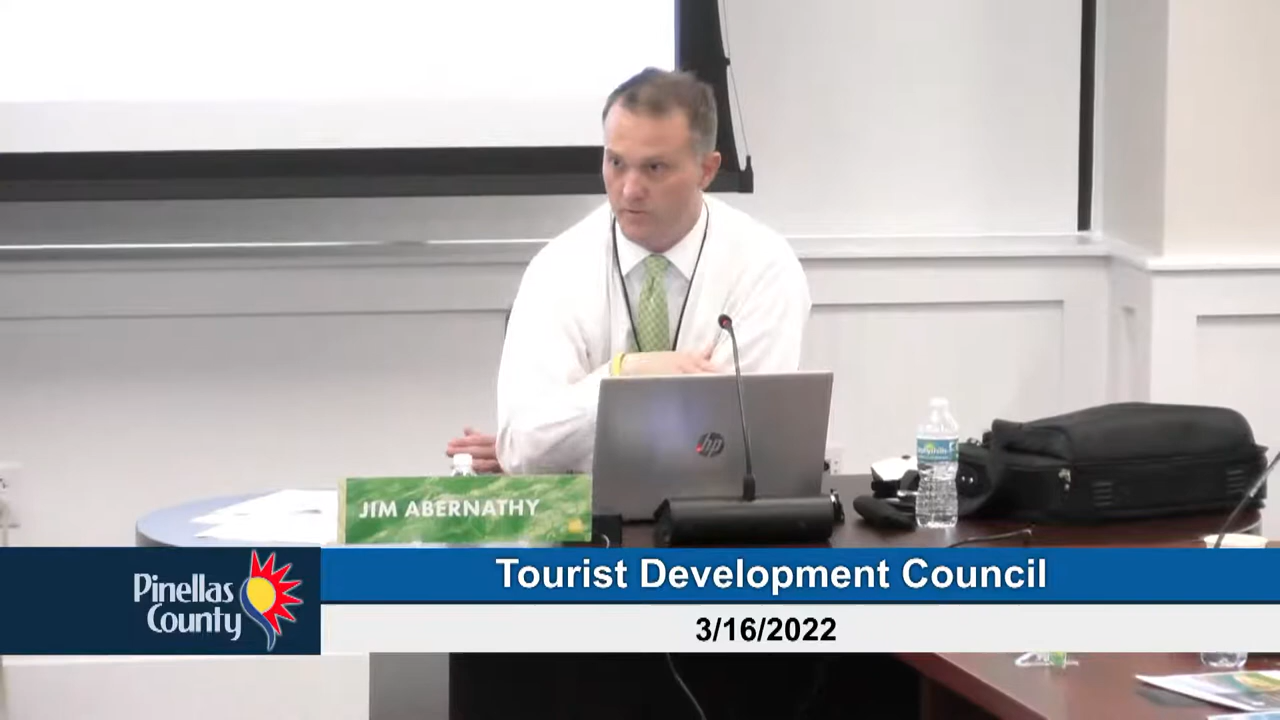 hp
JIM ABERNATHY
Pinellas
County
Tourist Development Council
3/16/2022